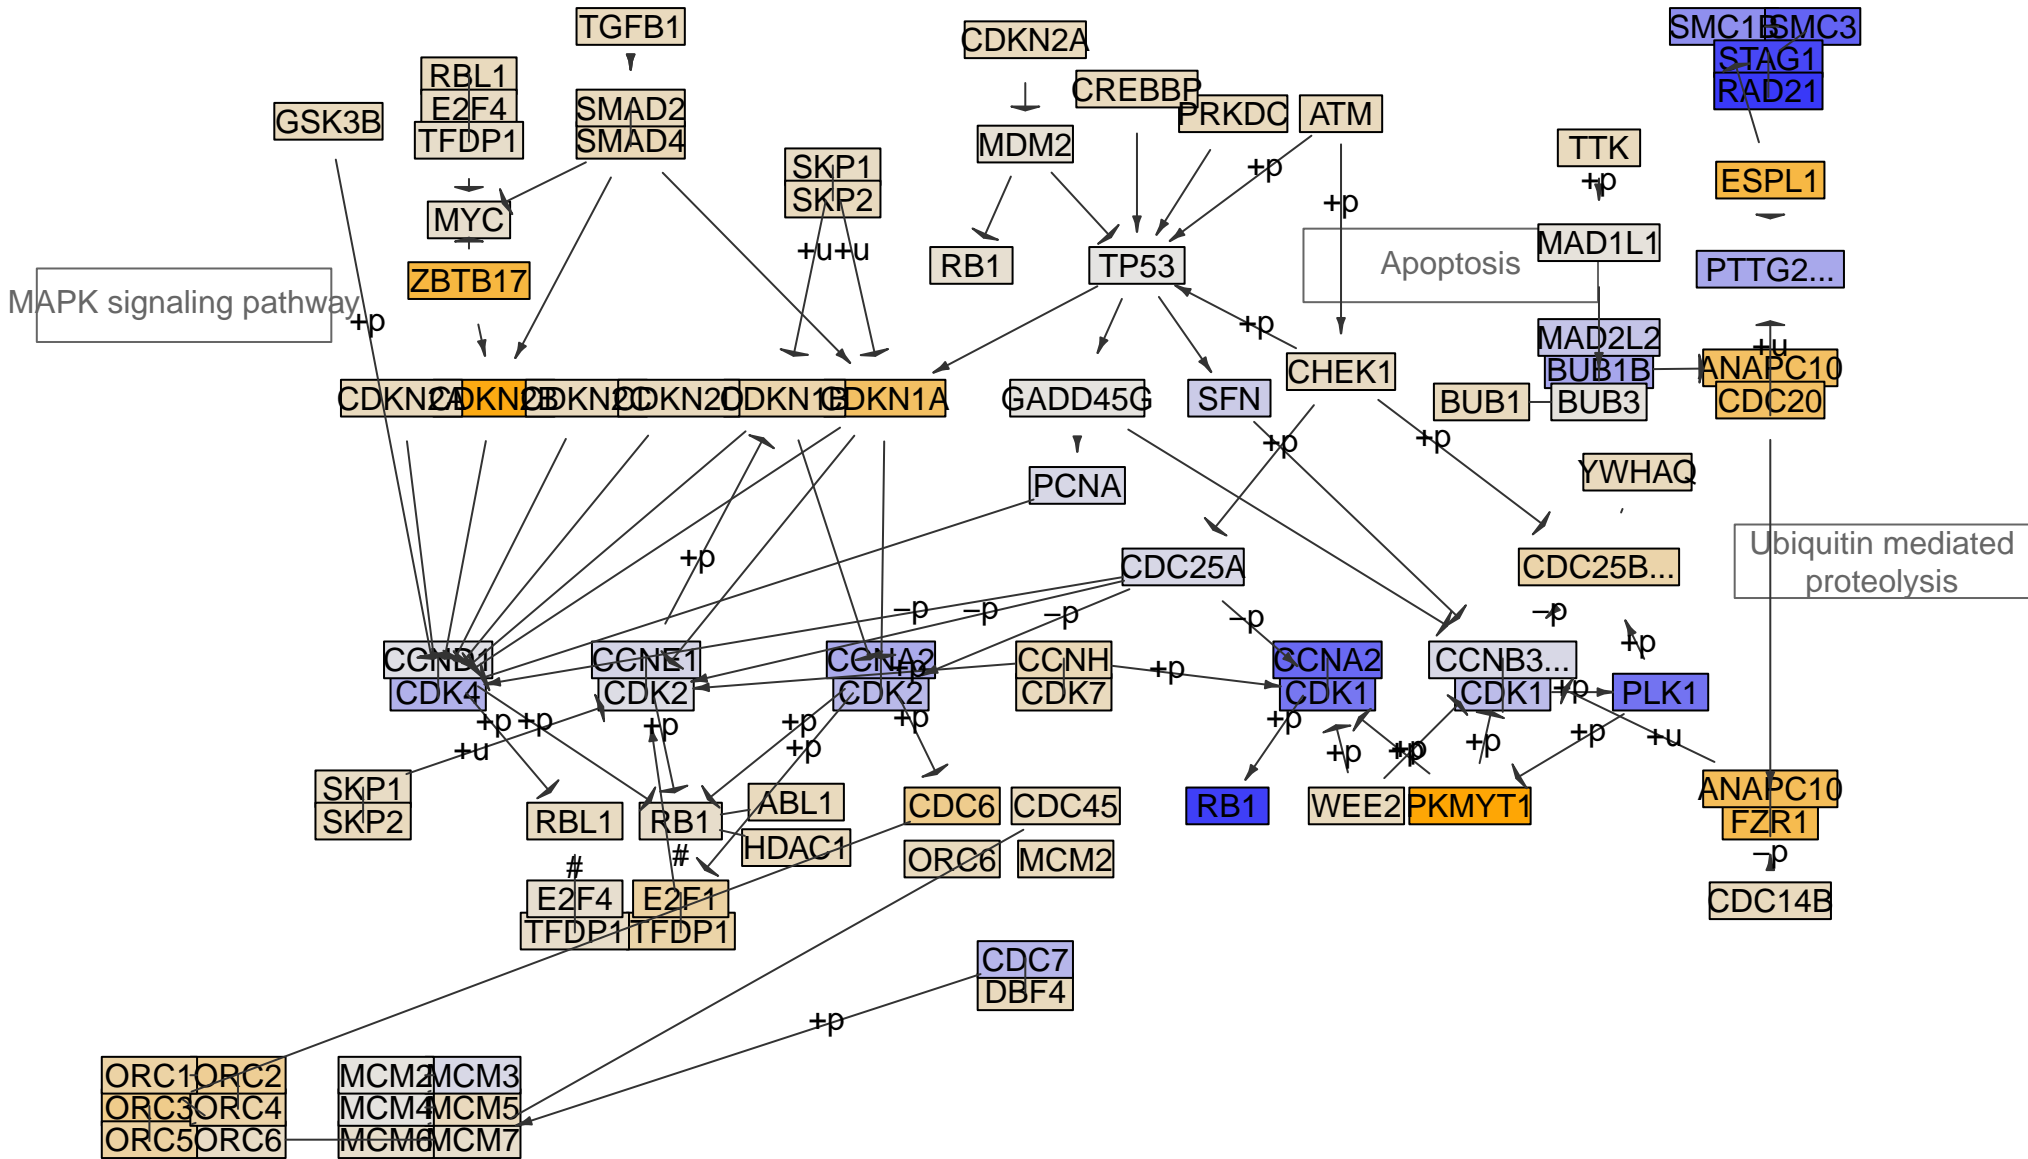 TGFB1
CDKN2A
SMC1B
SMC3
STAG1
RAD21
RBL1
E2F4
TFDP1
GSK3B
SMAD2
SMAD4
CREBBP
PRKDC
ATM
MDM2
SKP1
SKP2
TTK
+p
ESPL1
+p
+p
MYC
+u
+u
RB1
TP53
Apoptosis
MAD1L1
PTTG2...
ZBTB17
MAPK signaling pathway
+p
+p
MAD2L2
BUB1B
BUB3
BUB1
+u
ANAPC10
CDC20
CHEK1
CDKN2A
CDKN2B
CDKN2C
CDKN2D
CDKN1B
CDKN1A
GADD45G
SFN
+p
+p
YWHAQ
PCNA
+p
CDC25A
CDC25B...
Ubiquitin mediated
proteolysis
−p
−p
−p
−p
−p
+p
CCND1
CDK4
CCNE1
CDK2
CCNA2
CDK2
+p
CCNH
CDK7
+p
CCNA2
CDK1
CCNB3...
CDK1
+p
PLK1
+p
+p
+u
+p
+p
+p
+p
+p
+p
+p
+p
+p
+p
+u
SKP1
SKP2
RBL1
RB1
ABL1
HDAC1
CDC6
CDC45
ORC6
MCM2
RB1
WEE2
PKMYT1
ANAPC10
FZR1
−p
CDC14B
#
#
E2F4
TFDP1
E2F1
TFDP1
CDC7
DBF4
+p
ORC1
ORC2
ORC3
ORC4
ORC5
ORC6
MCM2
MCM3
MCM4
MCM5
MCM6
MCM7